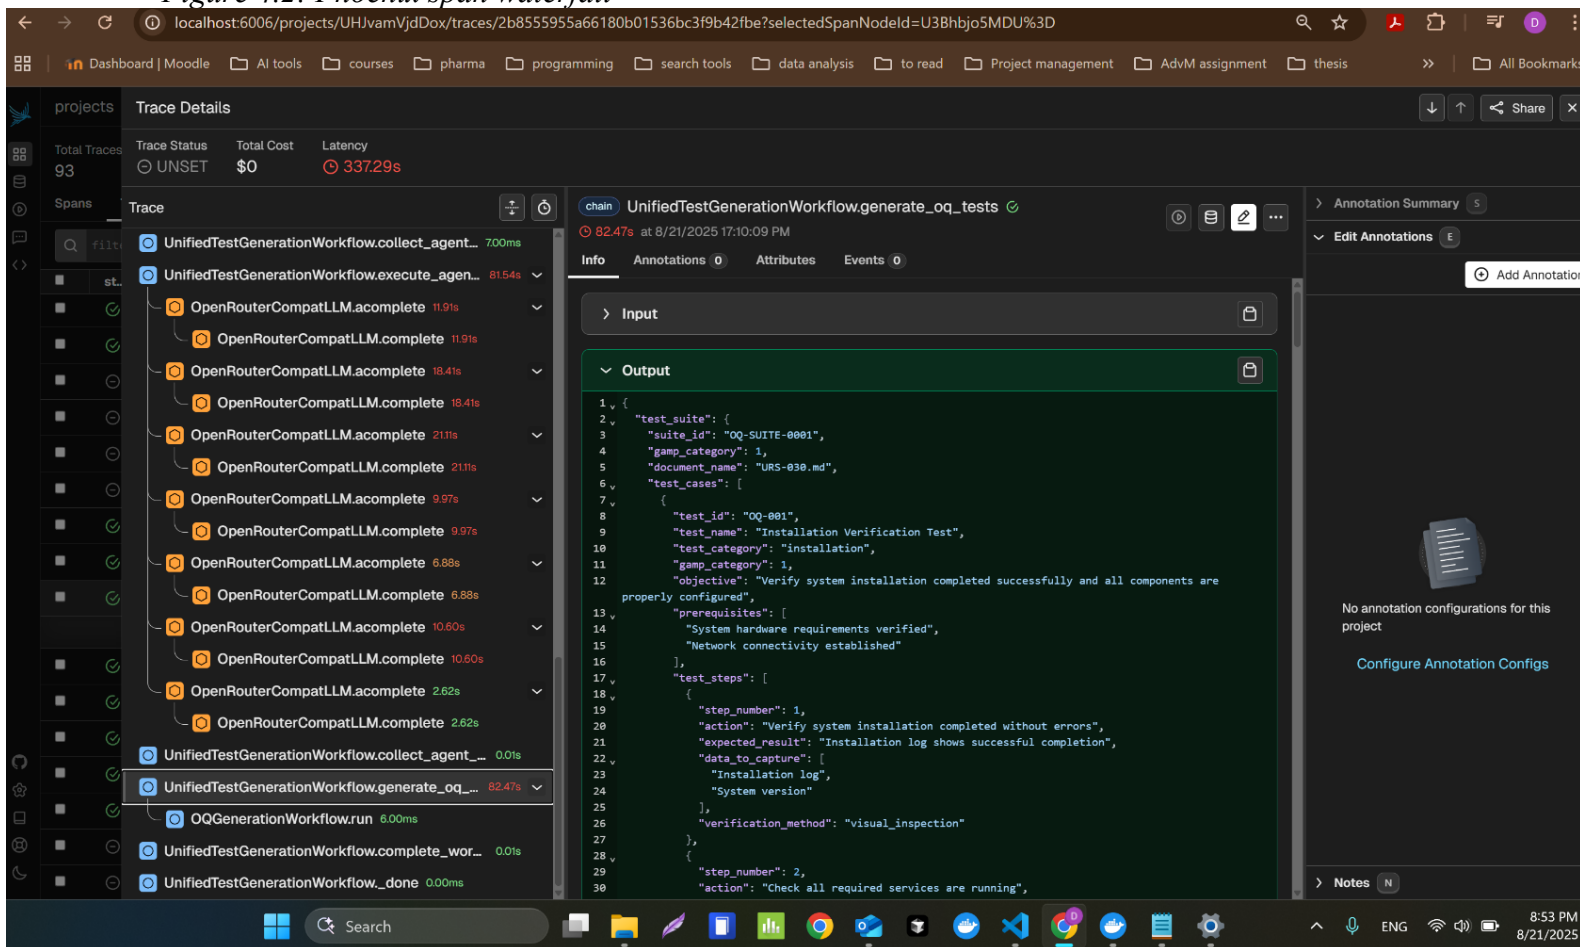 Figure 4.2: Phoenix span waterfall
localhost:6006/projects/UHJvamVjdDox/traces/2b8555955a66180b01536bc3f9b42fbe?selectedSpanNodeId=U3Bhbjo5MDU%3D
D
Dashboard | Moodle AI tools courses pharma programming search tools data analysis to read Project management AdvM assignment thesis » All Bookmarks
projects
Trace Details
Share
Total Traces
93
Trace Status Total Cost Latency
UNSET $0 337.29s
Spans
Trace
filte
st...
UnifiedTestGenerationWorkflow.collect_agent... 7.00ms
UnifiedTestGenerationWorkflow.execute_agen... 81.54s
OpenRouterCompatLLM.acomplete 11.91s
OpenRouterCompatLLM.complete 11.91s
OpenRouterCompatLLM.acomplete 18.41s
OpenRouterCompatLLM.complete 18.41s
OpenRouterCompatLLM.acomplete 21.11s
OpenRouterCompatLLM.complete 21.11s
OpenRouterCompatLLM.acomplete 9.97s
OpenRouterCompatLLM.complete 9.97s
OpenRouterCompatLLM.acomplete 6.88s
OpenRouterCompatLLM.complete 6.88s
OpenRouterCompatLLM.acomplete 10.60s
OpenRouterCompatLLM.complete 10.60s
OpenRouterCompatLLM.acomplete 2.62s
OpenRouterCompatLLM.complete 2.62s
UnifiedTestGenerationWorkflow.collect_agent_... 0.01s
UnifiedTestGenerationWorkflow.generate_oq_... 82.47s
OQGenerationWorkflow.run 6.00ms
UnifiedTestGenerationWorkflow.complete_wor... 0.01s
UnifiedTestGenerationWorkflow._done 0.00ms
chain UnifiedTestGenerationWorkflow.generate_oq_tests
82.47s at 8/21/2025 17:10:09 PM
Info Annotations 0 Attributes Events 0
Input
Output
1 {
2 "test_suite": {
3 "suite_id": "OQ-SUITE-0001",
4 "gamp_category": 1,
5 "document_name": "URS-030.md",
6 "test_cases": [
7 {
8 "test_id": "OQ-001",
9 "test_name": "Installation Verification Test",
10 "test_category": "installation",
11 "gamp_category": 1,
12 "objective": "Verify system installation completed successfully and all components are
properly configured",
13 "prerequisites": [
14 "System hardware requirements verified",
15 "Network connectivity established"
16 ],
17 "test_steps": [
18 {
19 "step_number": 1,
20 "action": "Verify system installation completed without errors",
21 "expected_result": "Installation log shows successful completion",
22 "data_to_capture": [
23 "Installation log",
24 "System version"
25 ],
26 "verification_method": "visual_inspection"
27 },
28 {
29 "step_number": 2,
30 "action": "Check all required services are running",
Annotation Summary S
Edit Annotations E
Add Annotation
No annotation configurations for this
project
Configure Annotation Configs
Notes N
Search
D
ENG
8:53 PM
8/21/2025